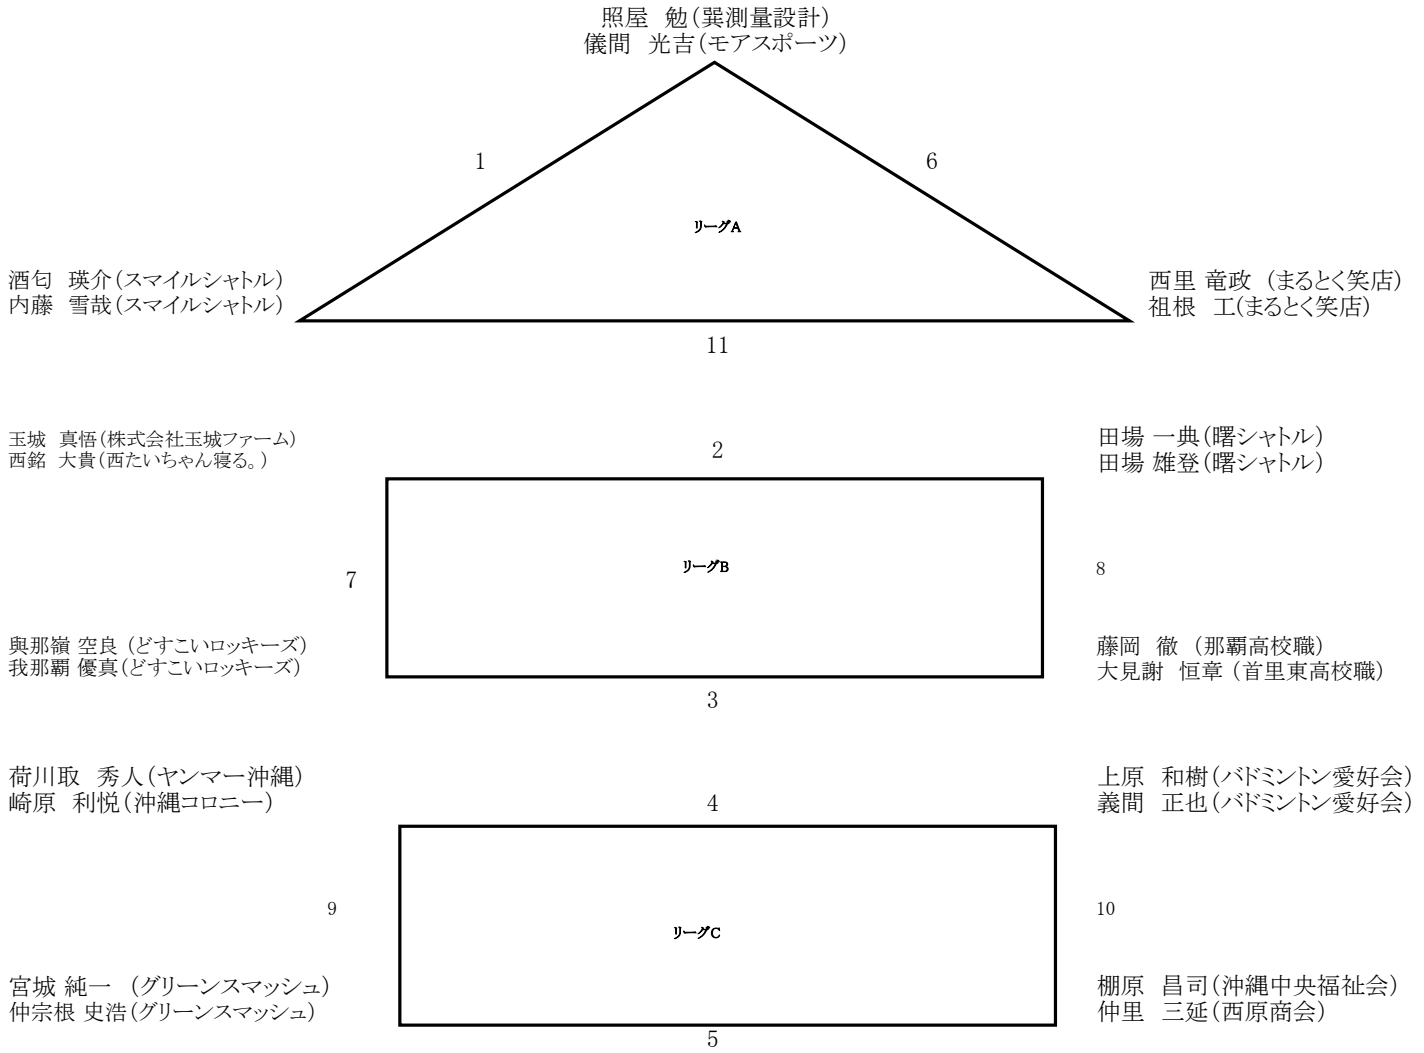 照屋 勉(巽測量設計)
儀間 光吉(モアスポーツ)
1
6
リーグA
酒匂 瑛介(スマイルシャトル)
内藤 雪哉(スマイルシャトル)
西里 竜政 (まるとく笑店)
祖根 工(まるとく笑店)
11
玉城 真悟(株式会社玉城ファーム)
西銘 大貴(西たいちゃん寝る。)
2
田場 一典(曙シャトル)
田場 雄登(曙シャトル)
リーグB
7
8
與那嶺 空良 (どすこいロッキーズ)
我那覇 優真(どすこいロッキーズ)
藤岡 徹 (那覇高校職)
大見謝 恒章 (首里東高校職)
3
荷川取 秀人(ヤンマー沖縄)
崎原 利悦(沖縄コロニー)
4
上原 和樹(バドミントン愛好会)
義間 正也(バドミントン愛好会)
9
10
リーグC
宮城 純一 (グリーンスマッシュ)
仲宗根 史浩(グリーンスマッシュ)
棚原 昌司(沖縄中央福祉会)
仲里 三延(西原商会)
5